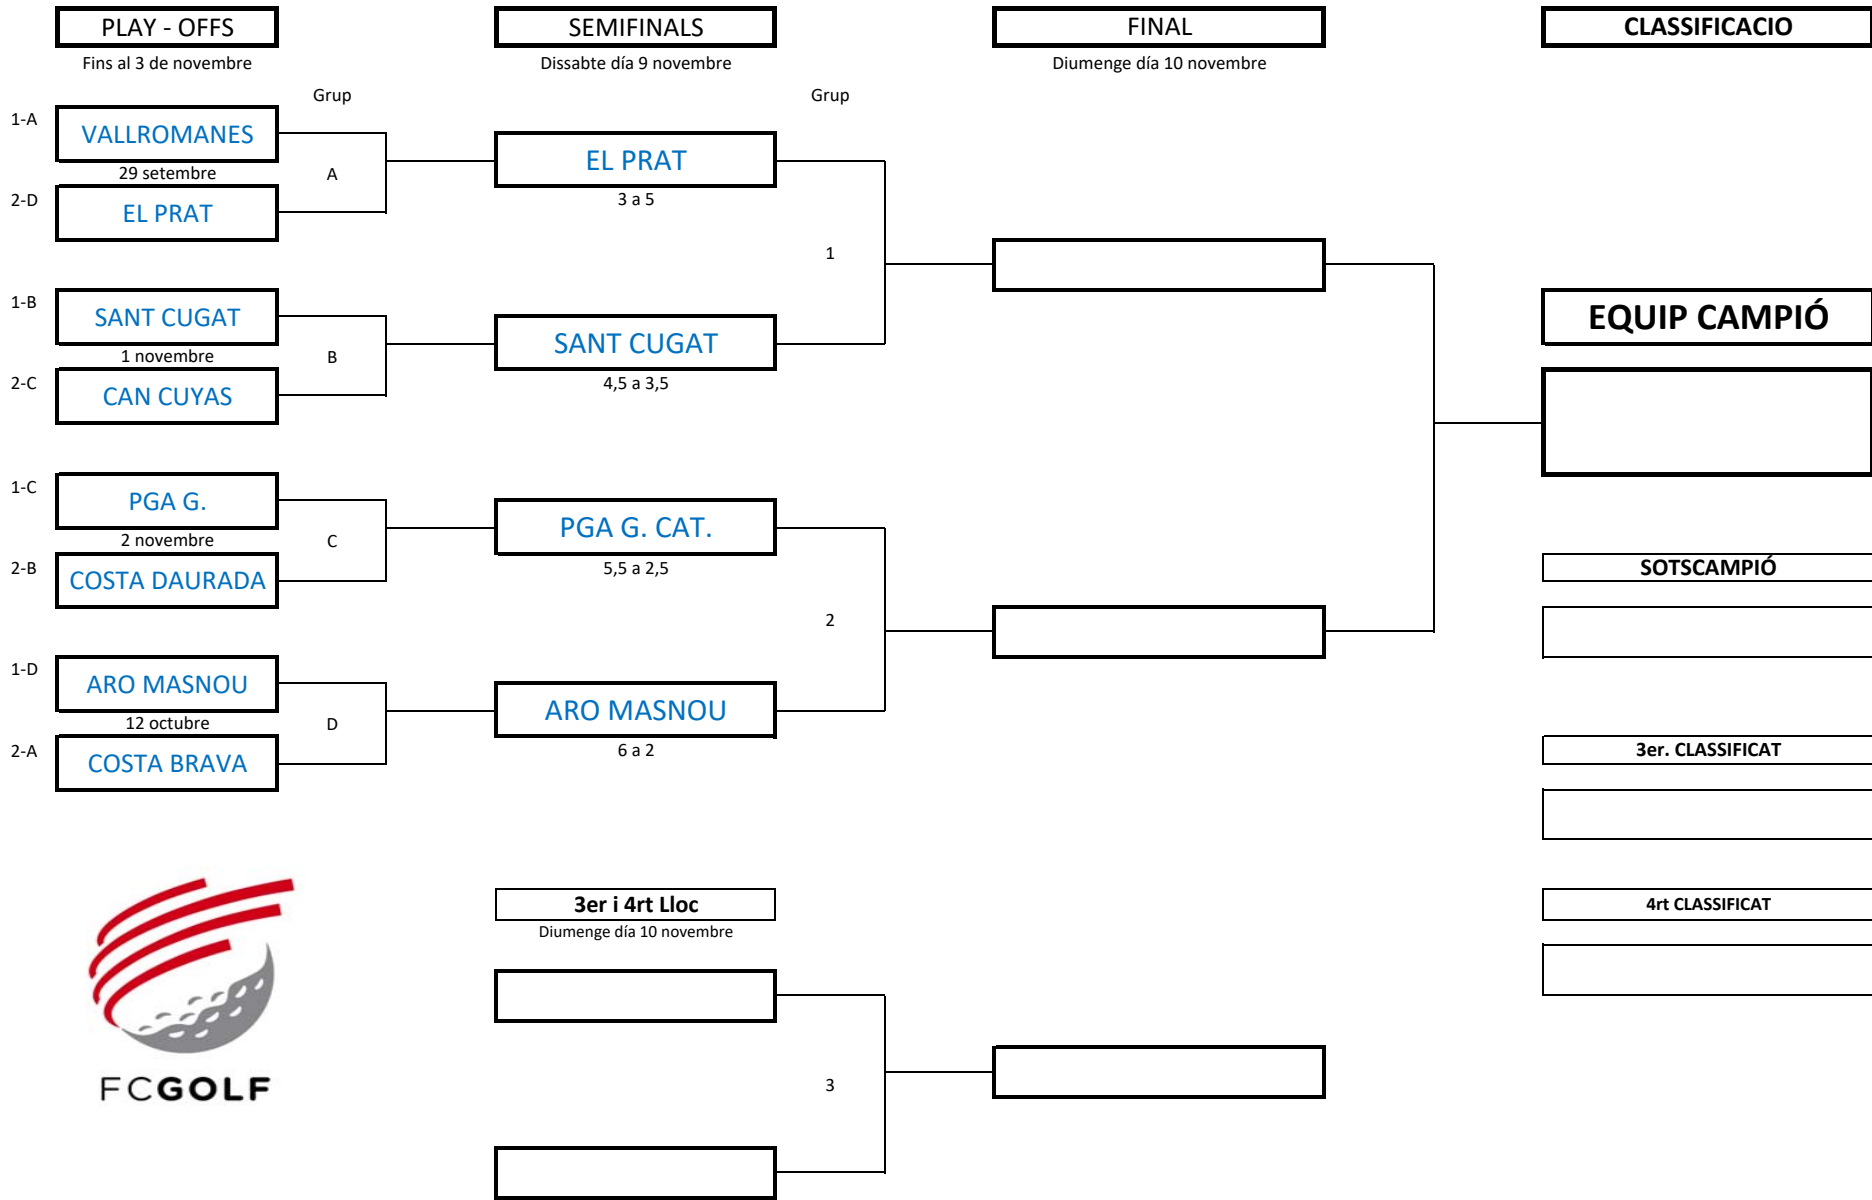 PLAY - OFFS
SEMIFINALS
FINAL
CLASSIFICACIO
Fins al 3 de novembre
Dissabte día 9 novembre
Diumenge día 10 novembre
Grup
Grup
1-A
VALLROMANES
29 setembre
A
2-D
EL PRAT
EL PRAT
3 a 5
1
1-B
SANT CUGAT
1 novembre
B
2-C
CAN CUYAS
SANT CUGAT
4,5 a 3,5
EQUIP CAMPIÓ
1-C
PGA G.
2 novembre
C
2-B
COSTA DAURADA
PGA G. CAT.
5,5 a 2,5
2
SOTSCAMPIÓ
1-D
ARO MASNOU
12 octubre
D
2-A
COSTA BRAVA
ARO MASNOU
6 a 2
3er. CLASSIFICAT
3er i 4rt Lloc
Diumenge día 10 novembre
4rt CLASSIFICAT
3
FCGOLF